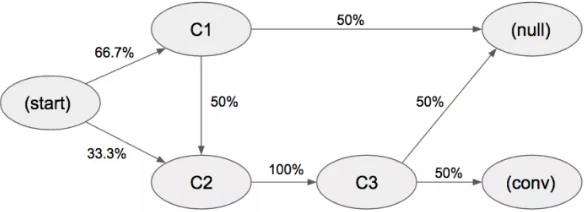 C1
50%
(null)
66.7%
(start)
50%
50%
33.3%
C2
100%
C3
50%
(conv)